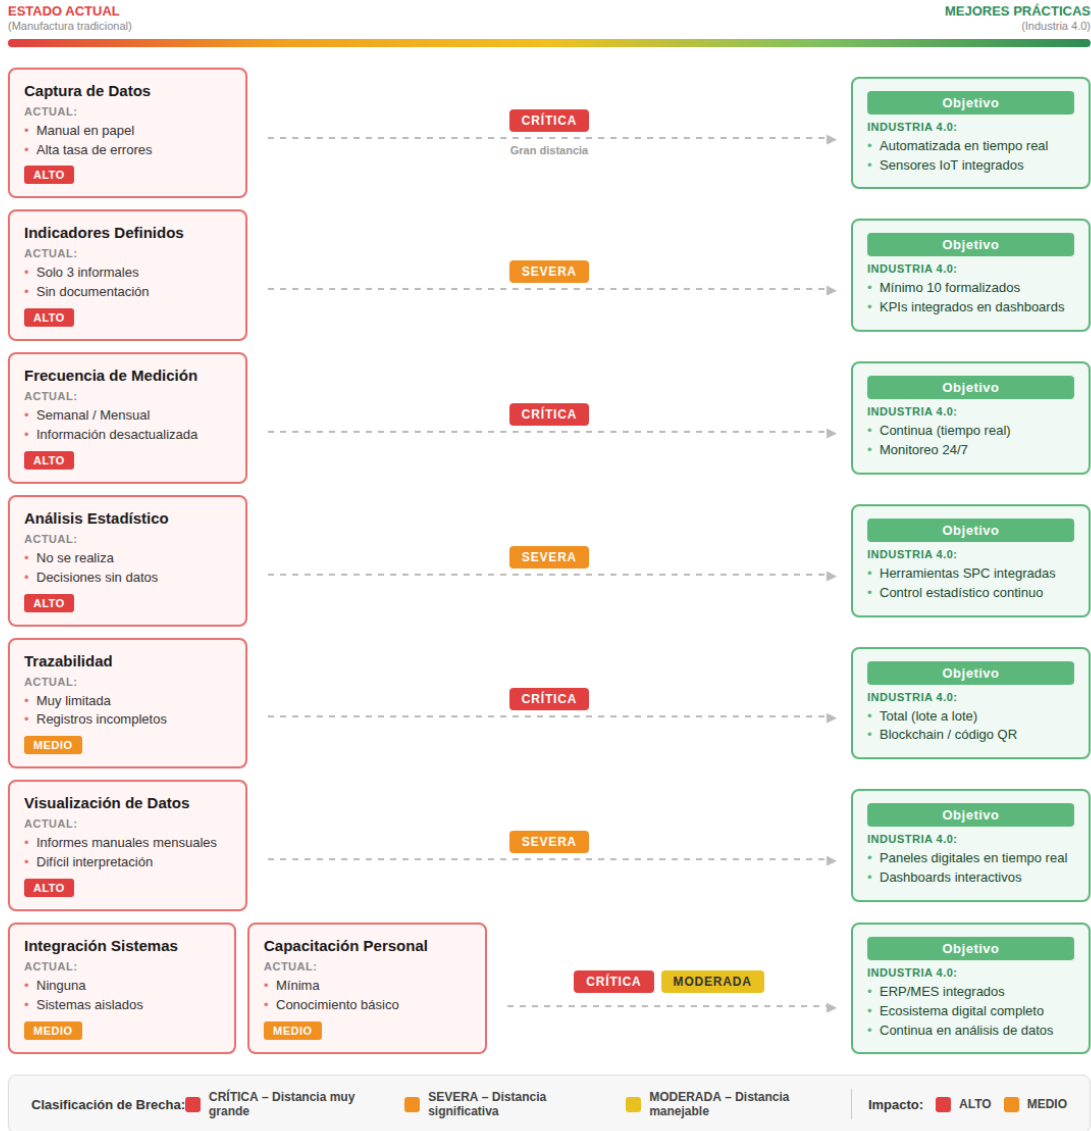 ESTADO ACTUAL
(Manufactura tradicional)
MEJORES PRÁCTICAS
(Industria 4.0)
Captura de Datos
ACTUAL:
• Manual en papel
• Alta tasa de errores
ALTO
CRÍTICA
Gran distancia
Objetivo
INDUSTRIA 4.0:
• Automatizada en tiempo real
• Sensores IoT integrados
Indicadores Definidos
ACTUAL:
• Solo 3 informales
• Sin documentación
ALTO
SEVERA
Objetivo
INDUSTRIA 4.0:
• Mínimo 10 formalizados
• KPIs integrados en dashboards
Frecuencia de Medición
ACTUAL:
• Semanal / Mensual
• Información desactualizada
ALTO
CRÍTICA
Objetivo
INDUSTRIA 4.0:
• Continua (tiempo real)
• Monitoreo 24/7
Análisis Estadístico
ACTUAL:
• No se realiza
• Decisiones sin datos
ALTO
SEVERA
Objetivo
INDUSTRIA 4.0:
• Herramientas SPC integradas
• Control estadístico continuo
Trazabilidad
ACTUAL:
• Muy limitada
• Registros incompletos
MEDIO
CRÍTICA
Objetivo
INDUSTRIA 4.0:
• Total (lote a lote)
• Blockchain / código QR
Visualización de Datos
ACTUAL:
• Informes manuales mensuales
• Difícil interpretación
ALTO
SEVERA
Objetivo
INDUSTRIA 4.0:
• Paneles digitales en tiempo real
• Dashboards interactivos
Integración Sistemas
ACTUAL:
• Ninguna
• Sistemas aislados
MEDIO
Capacitación Personal
ACTUAL:
• Mínima
• Conocimiento básico
MEDIO
CRÍTICA
MODERADA
Objetivo
INDUSTRIA 4.0:
• ERP/MES integrados
• Ecosistema digital completo
• Continua en análisis de datos
Clasificación de Brecha:
CRÍTICA – Distancia muy
grande
SEVERA – Distancia
significativa
MODERADA – Distancia
manejable
Impacto:
ALTO
MEDIO